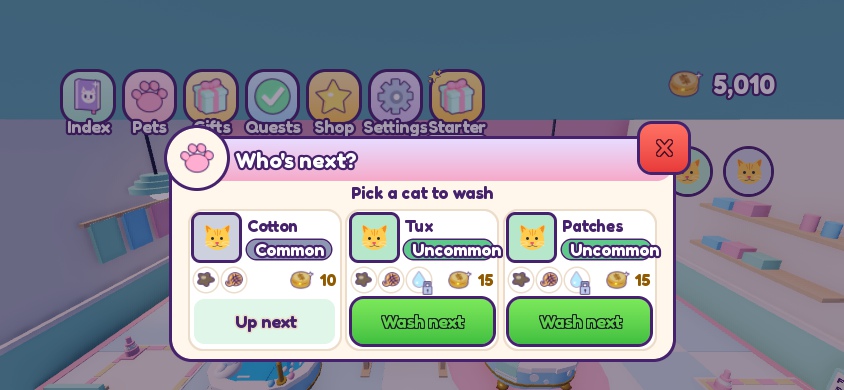 5,010
Index Pets Gifts Quests Shop Settings Starter
Who's next?
Pick a cat to wash
Cotton
Common
10
Up next
Tux
Uncommon
15
Wash next
Patches
Uncommon
15
Wash next